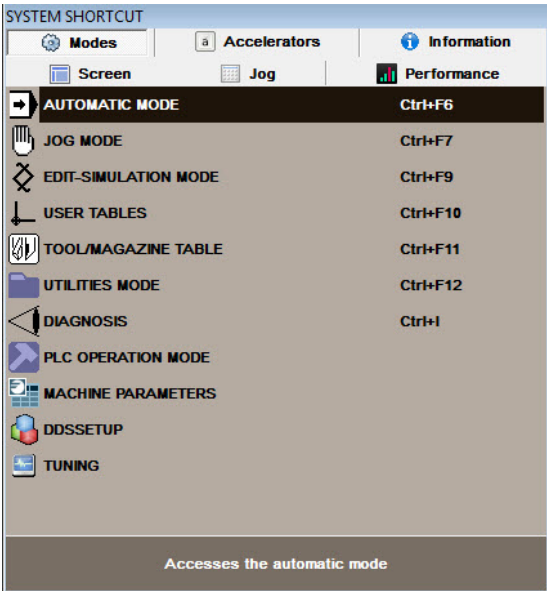 SYSTEM SHORTCUT
Modes a Accelerators i Information
Screen Jog Performance
AUTOMATIC MODE Ctrl+F6
JOG MODE Ctrl+F7
EDIT-SIMULATION MODE Ctrl+F9
USER TABLES Ctrl+F10
TOOL/MAGAZINE TABLE Ctrl+F11
UTILITIES MODE Ctrl+F12
DIAGNOSIS Ctrl+I
PLC OPERATION MODE
MACHINE PARAMETERS
DDSSETUP
TUNING
Accesses the automatic mode